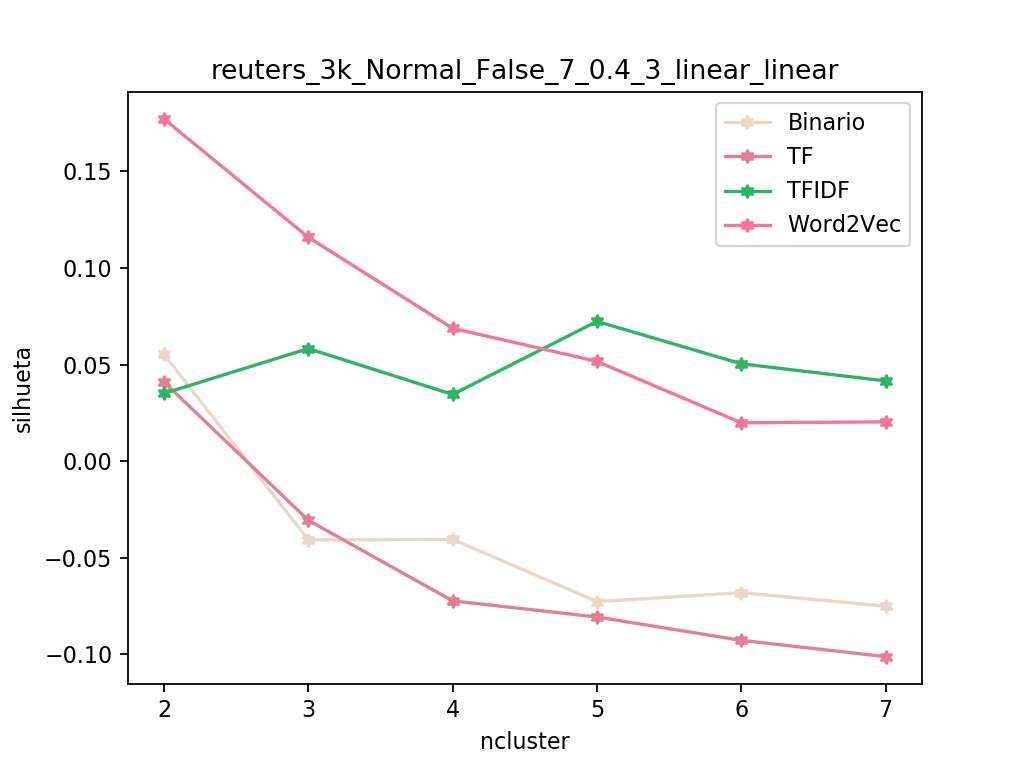 reuters_3k_Normal_False_7_0.4_3_linear_linear
Binario
TF
TFIDF
Word2Vec
silhueta
0.15
0.10
0.05
0.00
−0.05
−0.10
2 3 4 5 6 7
ncluster